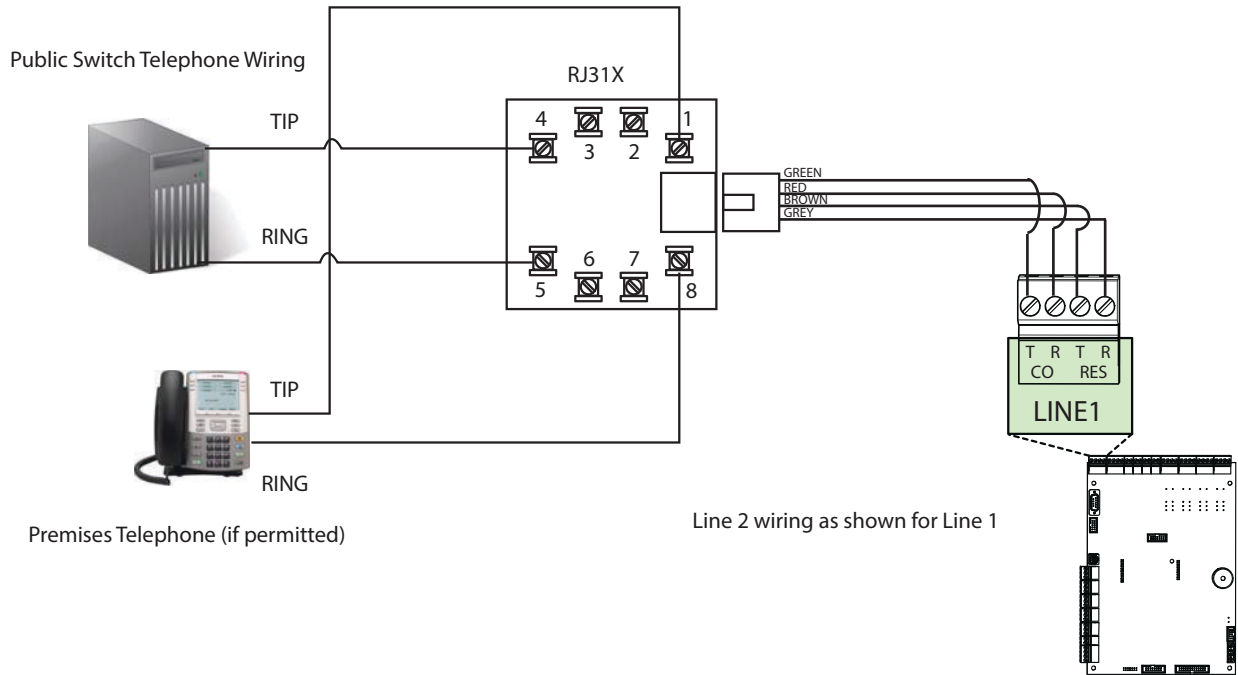 Public Switch Telephone Wiring
RJ31X
TIP
4
3
2
1
GREEN
RED
BROWN
GREY
RING
5
6
7
8
T R T R
CO RES
LINE1
TIP
RING
Premises Telephone (if permitted)
Line 2 wiring as shown for Line 1